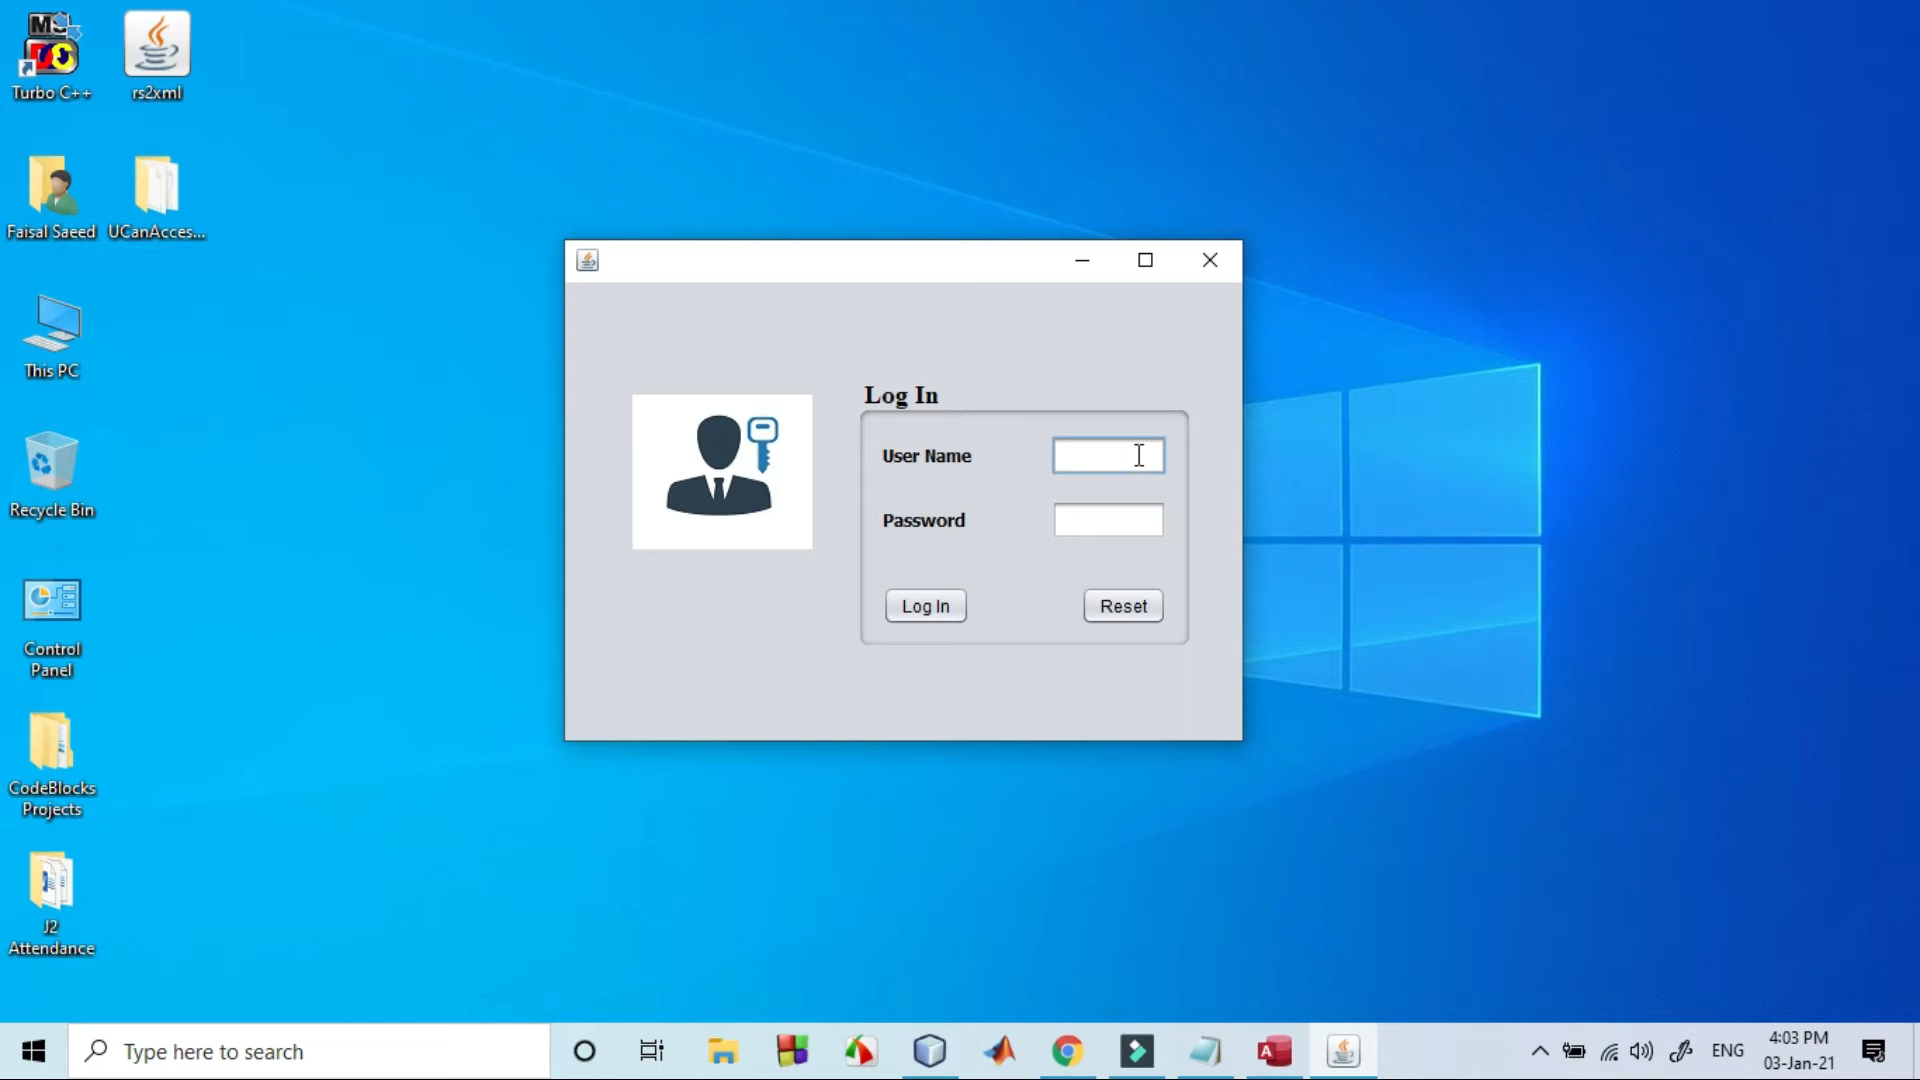 Turbo C++
rs2xml
Faisal Saeed
UCanAcces...
This PC
Recycle Bin
Control
Panel
CodeBlocks
Projects
J2
Attendance
Log In
User Name
Password
Log In
Reset
Type here to search
ENG
4:03 PM
03-Jan-21